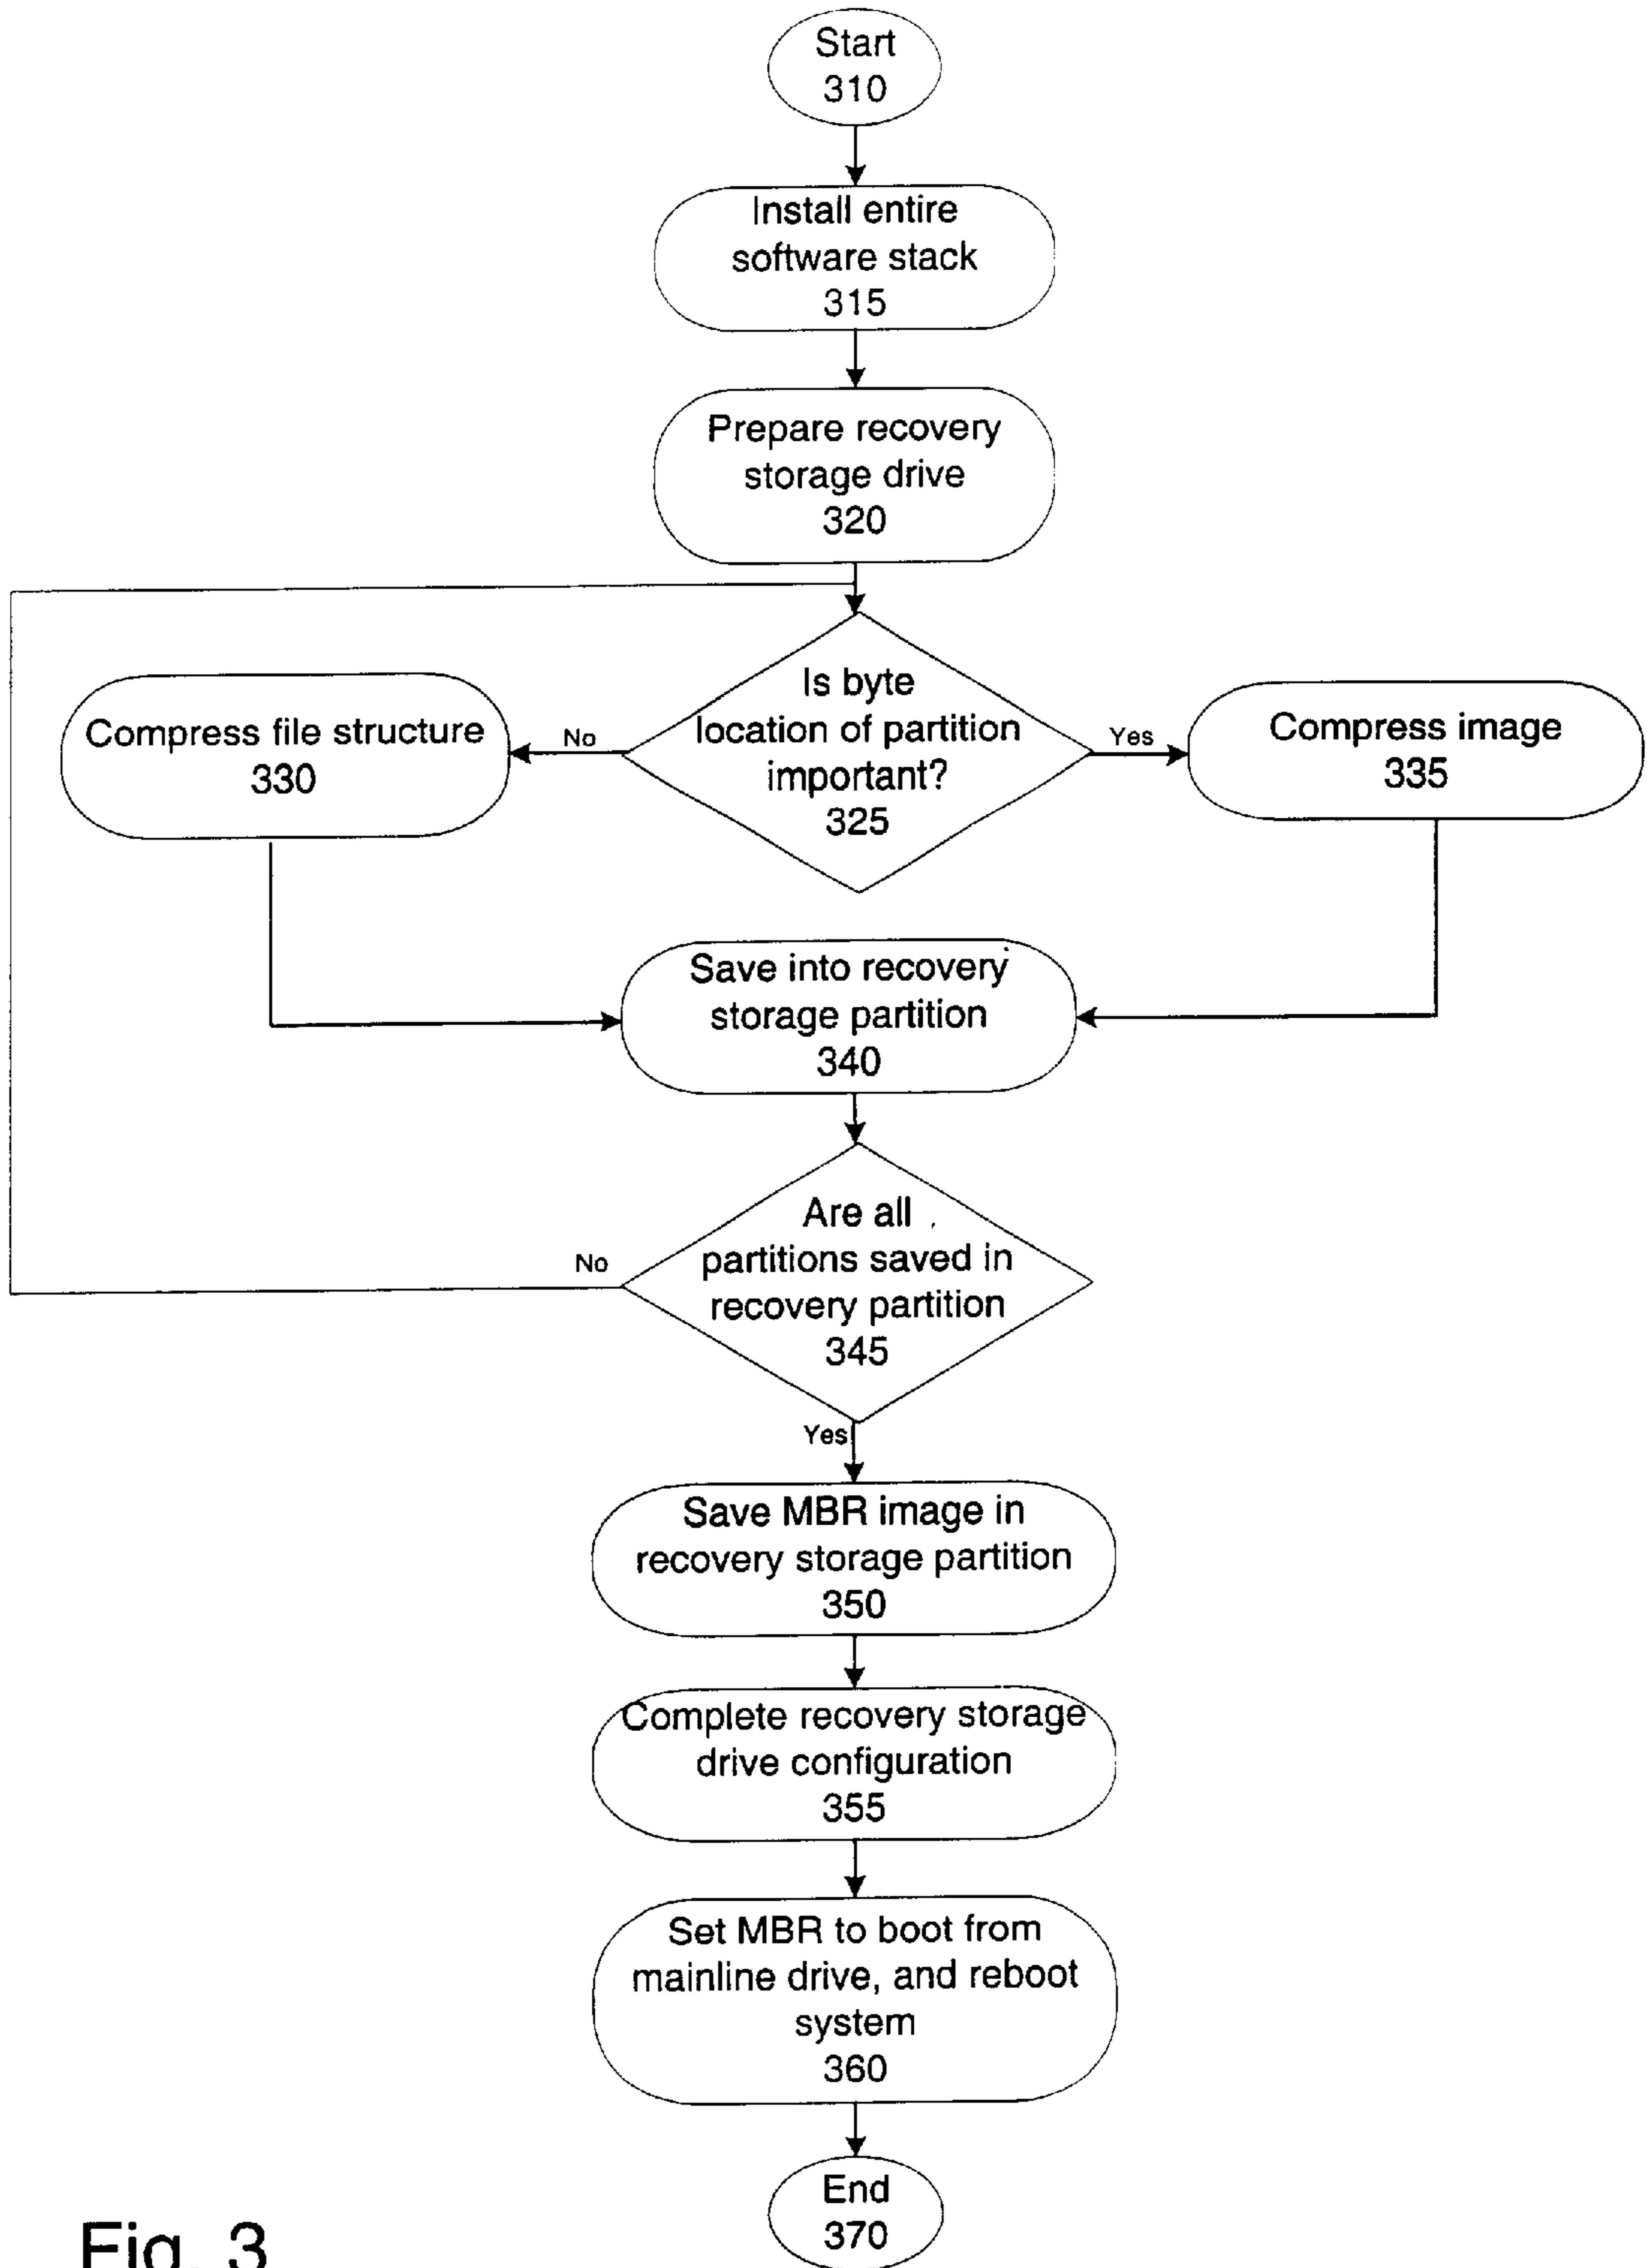 Start
310
Install entire
software stack
315
Prepare recovery
storage drive
320
Is byte
location of partition
important?
325
No
Yes
Compress file structure
330
Compress image
335
Save into recovery
storage partition
340
Are all
partitions saved in
recovery partition
345
No
Yes
Save MBR image in
recovery storage partition
350
Complete recovery storage
drive configuration
355
Set MBR to boot from
mainline drive, and reboot
system
360
End
370
Fig. 3